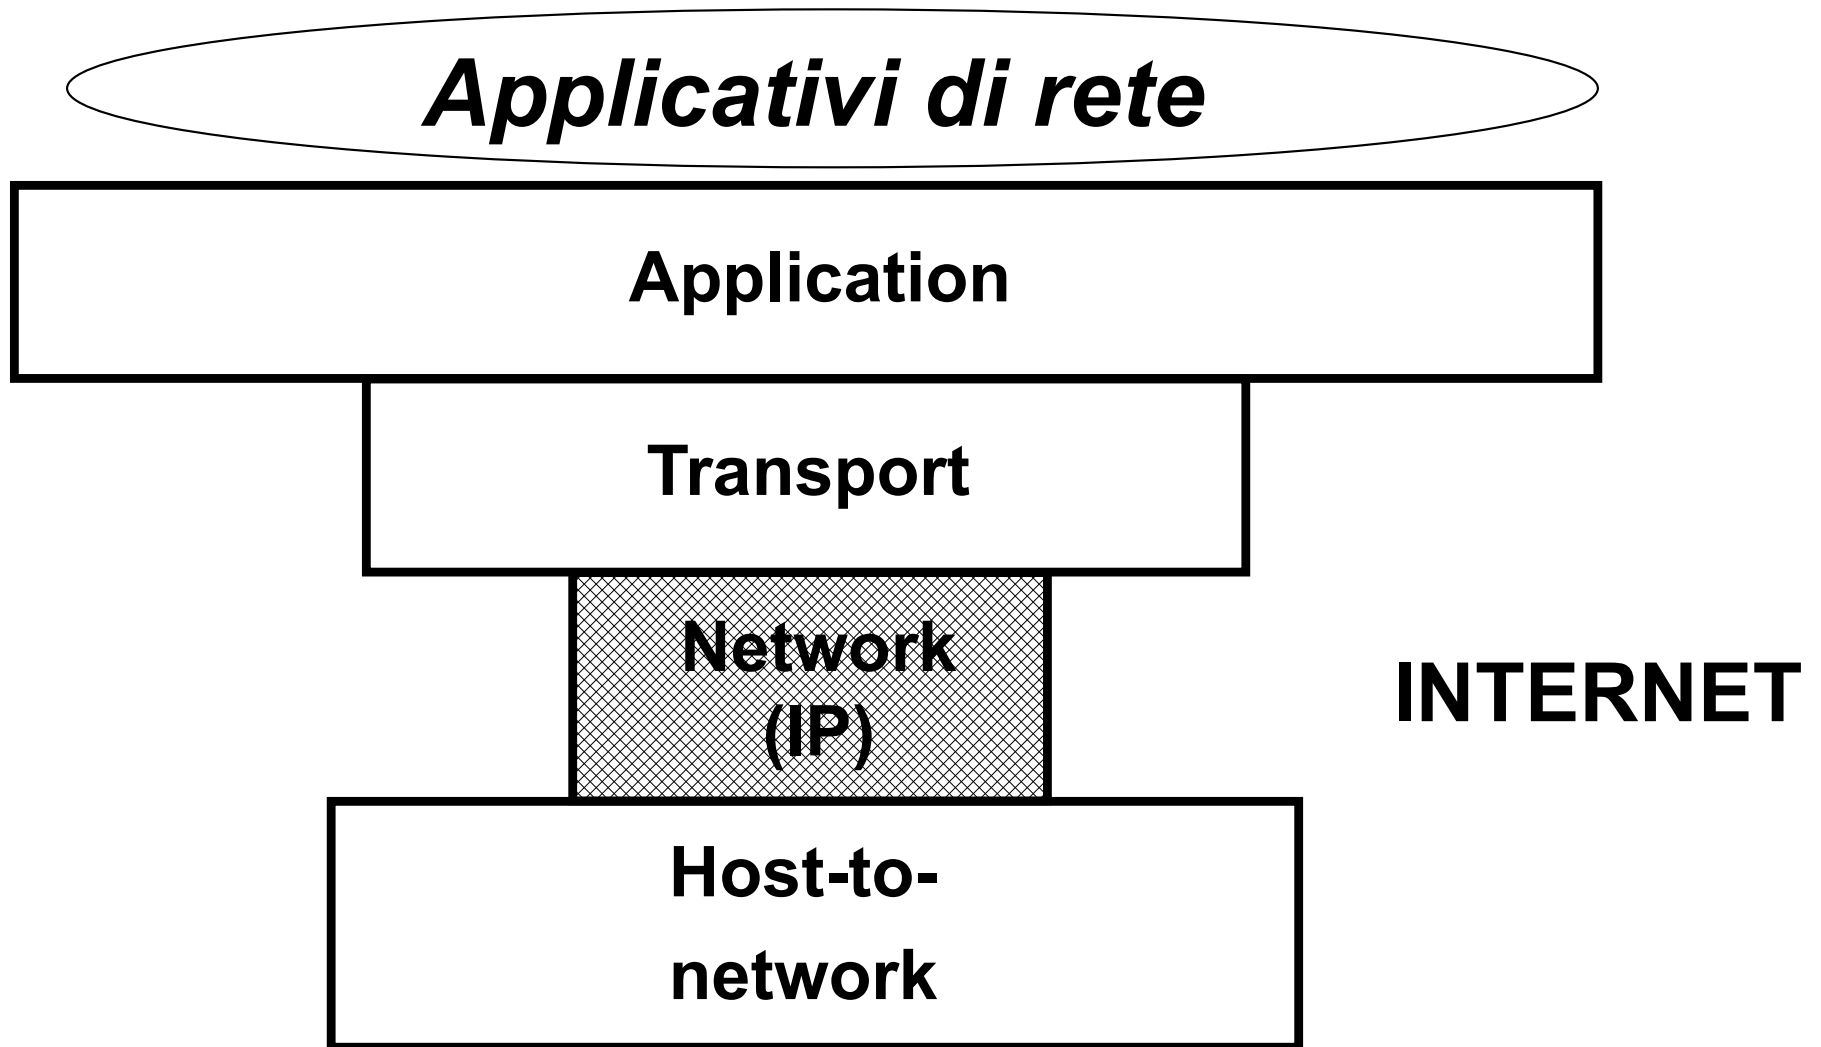 Applicativi di rete
Application
Transport
Network
(IP)
INTERNET
Host-to-
network